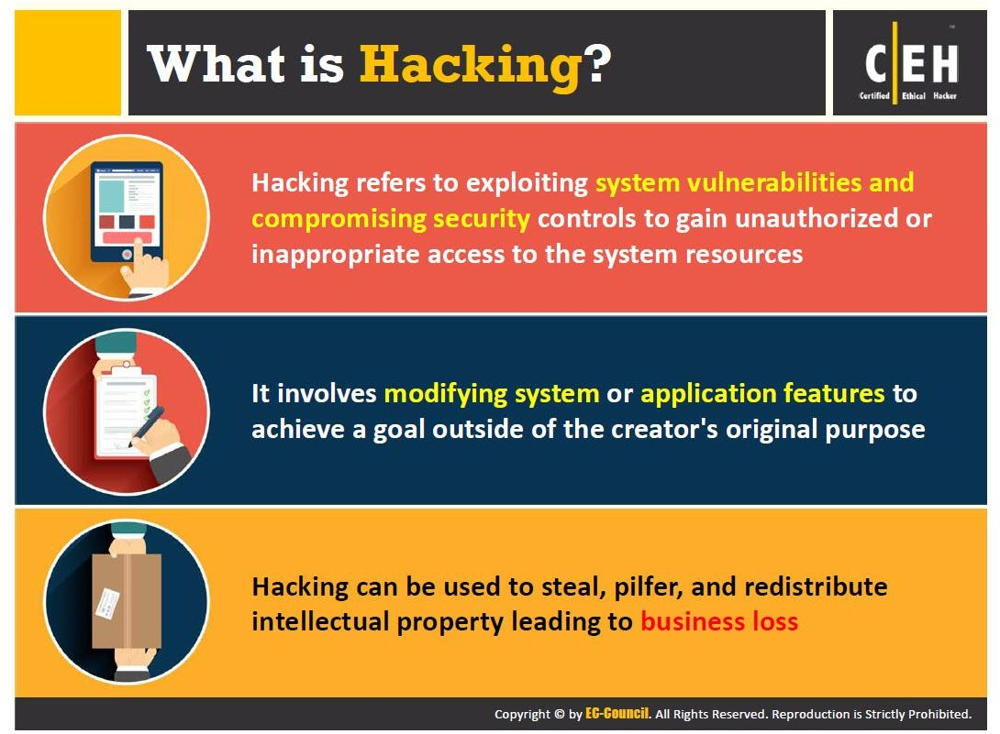 What is Hacking?
C|EH
Certified Ethical Hacker
Hacking refers to exploiting system vulnerabilities and
compromising security controls to gain unauthorized or
inappropriate access to the system resources
It involves modifying system or application features to
achieve a goal outside of the creator's original purpose
Hacking can be used to steal, pilfer, and redistribute
intellectual property leading to business loss
Copyright © by EC-Council. All Rights Reserved. Reproduction is Strictly Prohibited.